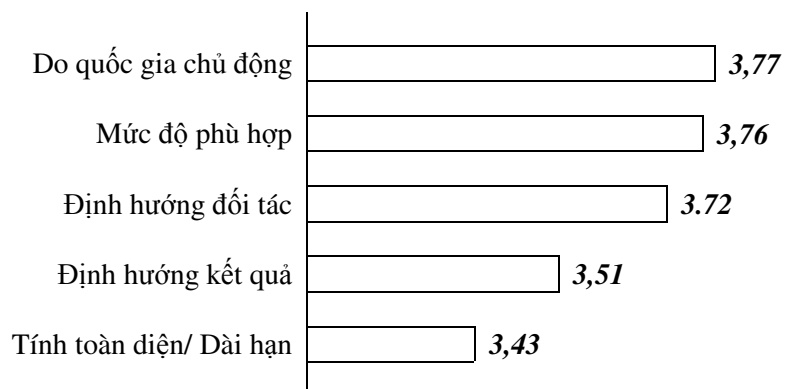 Do quốc gia chủ động 3,77
Mức độ phù hợp 3,76
Định hướng đối tác 3.72
Định hướng kết quả 3,51
Tính toàn diện/ Dài hạn 3,43